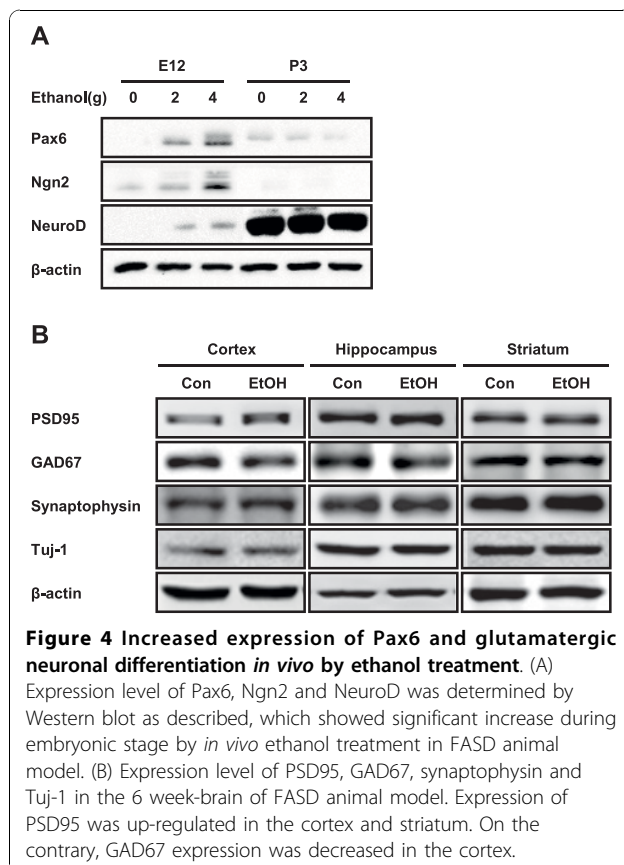 A
E12 P3
Ethanol(g) 0 2 4 0 2 4
Pax6
Ngn2
NeuroD
β-actin
B
Cortex Hippocampus Striatum
Con EtOH Con EtOH Con EtOH
PSD95
GAD67
Synaptophysin
Tuj-1
β-actin
Figure 4 Increased expression of Pax6 and glutamatergic
neuronal differentiation in vivo by ethanol treatment. (A)
Expression level of Pax6, Ngn2 and NeuroD was determined by
Western blot as described, which showed significant increase during
embryonic stage by in vivo ethanol treatment in FASD animal
model. (B) Expression level of PSD95, GAD67, synaptophysin and
Tuj-1 in the 6 week-brain of FASD animal model. Expression of
PSD95 was up-regulated in the cortex and striatum. On the
contrary, GAD67 expression was decreased in the cortex.